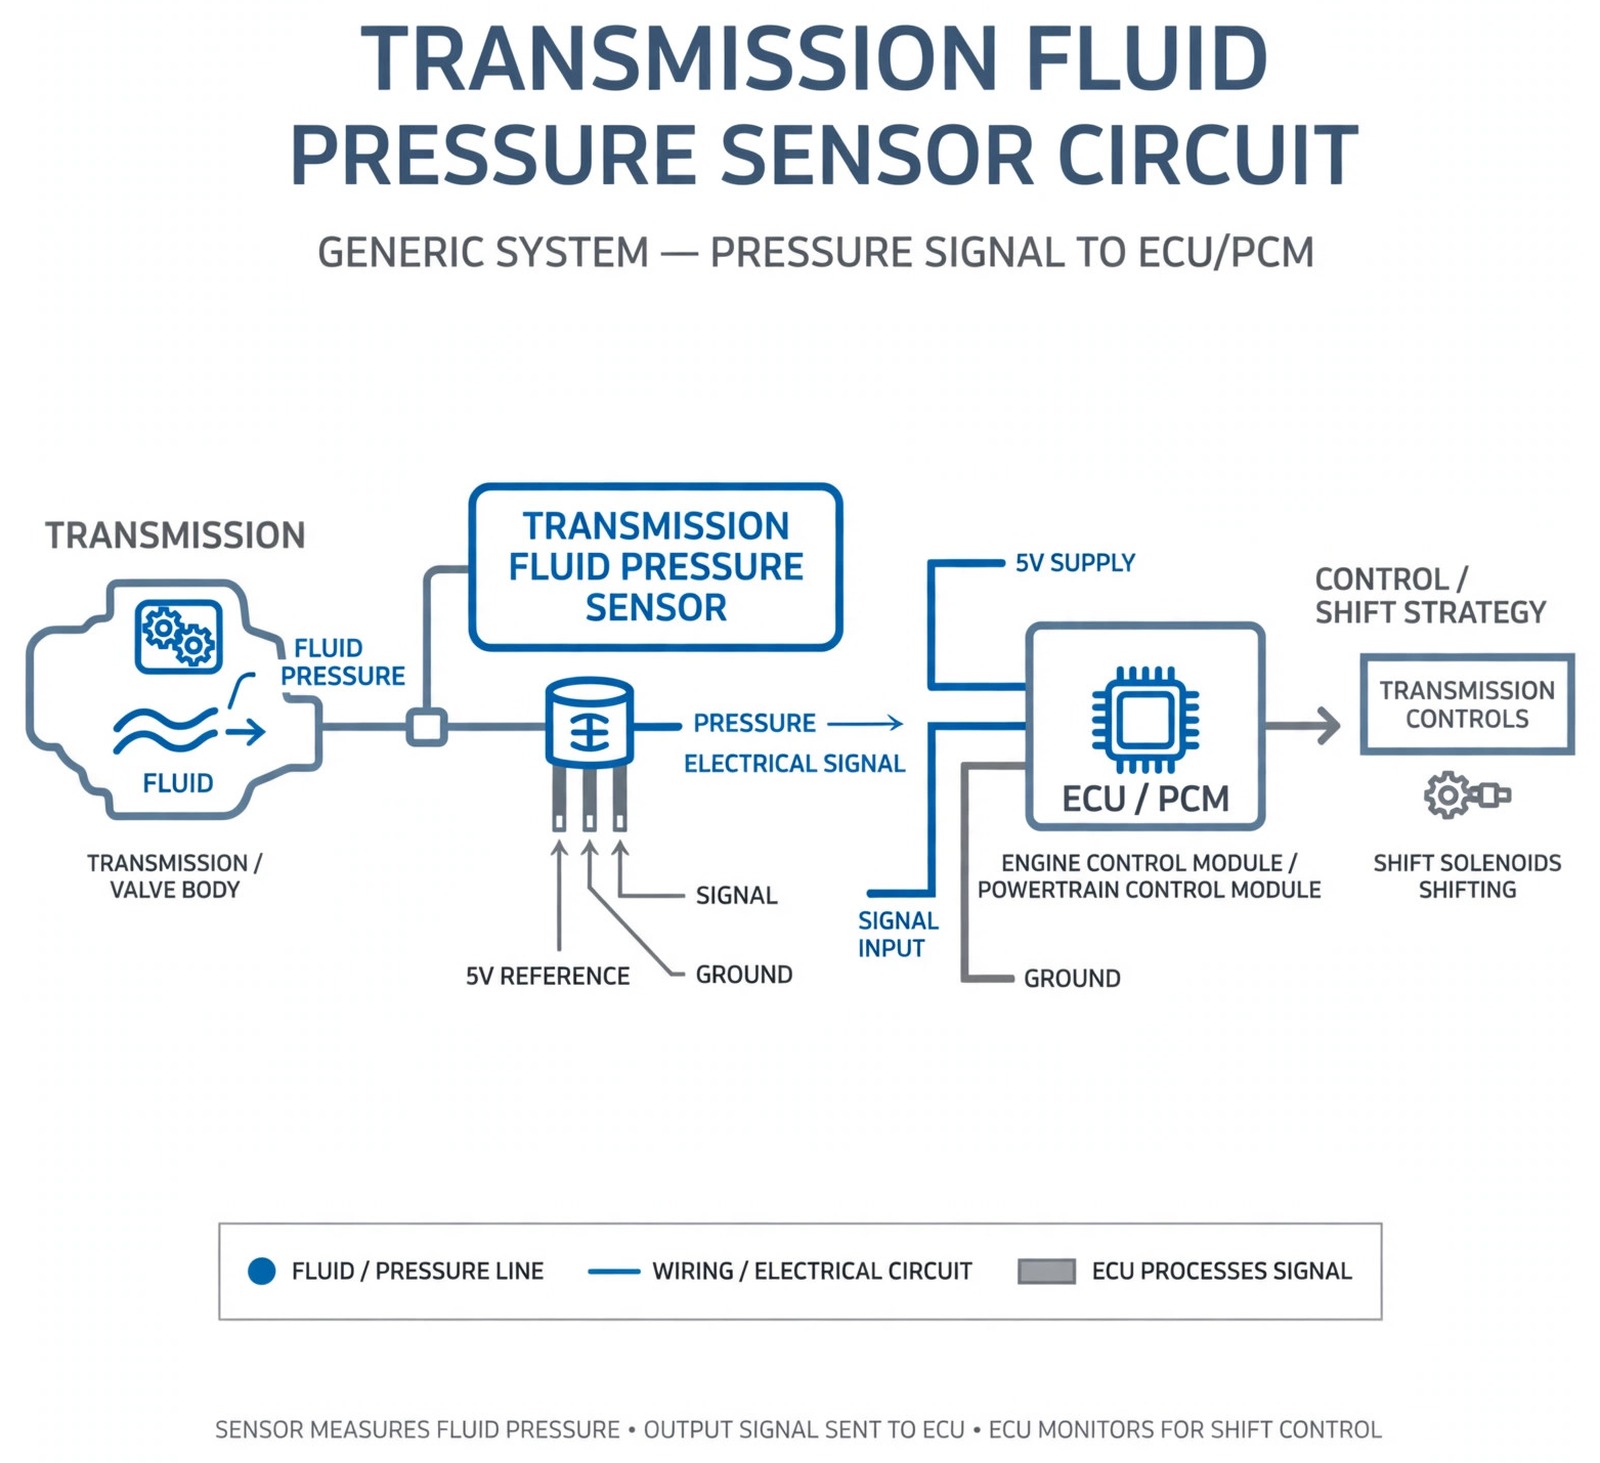 TRANSMISSION FLUID
PRESSURE SENSOR CIRCUIT
GENERIC SYSTEM — PRESSURE SIGNAL TO ECU/PCM
TRANSMISSION
FLUID
PRESSURE
FLUID
TRANSMISSION /
VALVE BODY
TRANSMISSION
FLUID PRESSURE
SENSOR
PRESSURE
ELECTRICAL SIGNAL
SIGNAL
GROUND
5V REFERENCE
5V SUPPLY
SIGNAL
INPUT
GROUND
ECU / PCM
ENGINE CONTROL MODULE /
POWERTRAIN CONTROL MODULE
CONTROL /
SHIFT STRATEGY
TRANSMISSION
CONTROLS
SHIFT SOLENOIDS
SHIFTING
FLUID / PRESSURE LINE
WIRING / ELECTRICAL CIRCUIT
ECU PROCESSES SIGNAL
SENSOR MEASURES FLUID PRESSURE • OUTPUT SIGNAL SENT TO ECU • ECU MONITORS FOR SHIFT CONTROL